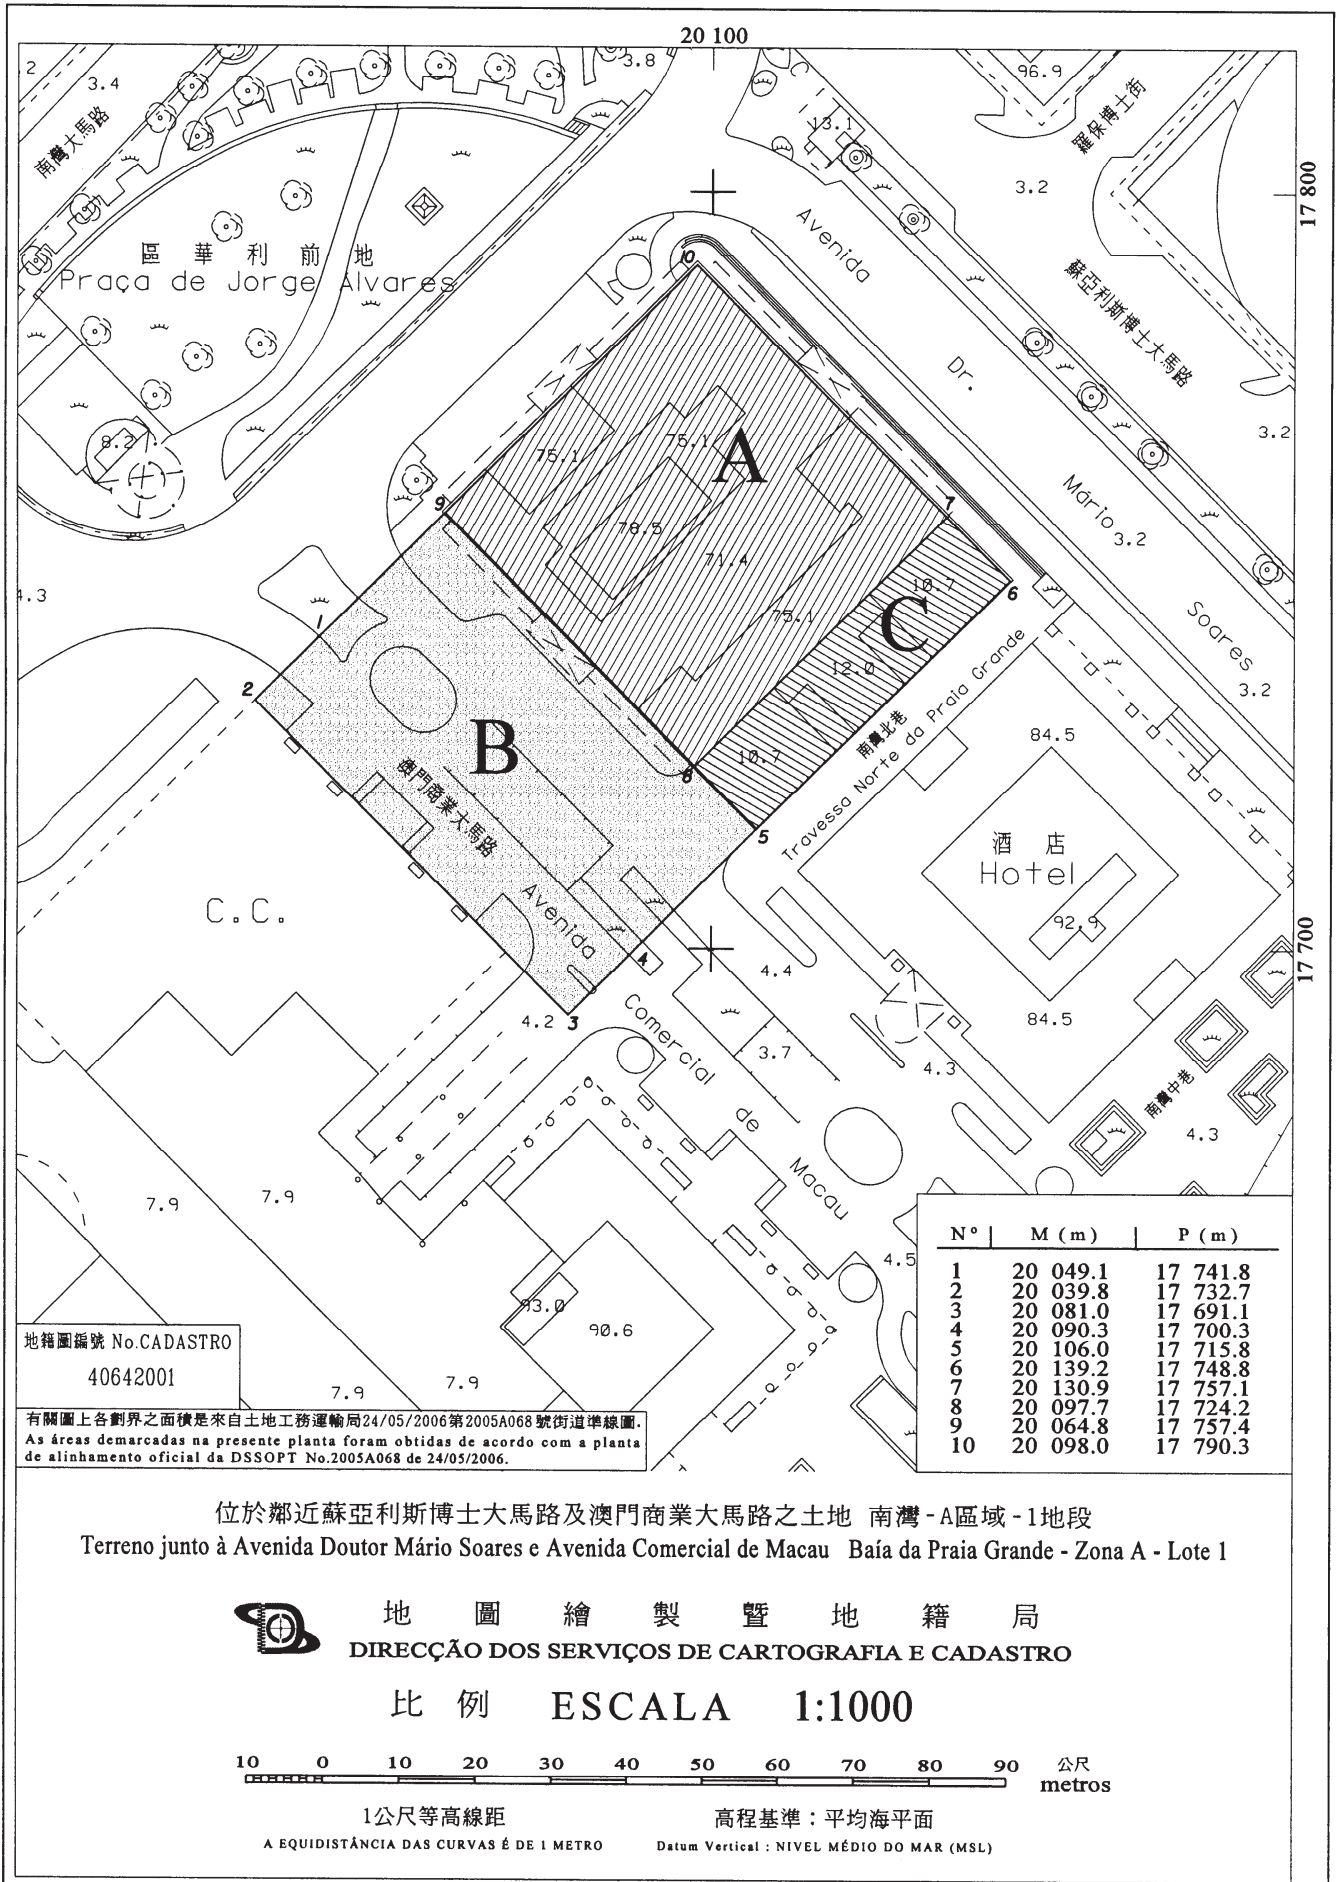 20 100
2
3.4
3.8
96.9
南灣大馬路
羅保博士街
13.1
3.2
17 800
Avenida
區華利前地
Praça de Jorge Álvares
10
蘇亞利斯博士大馬路
Dr.
3.2
8.2
75.1
75.1
A
Mário
3.2
9
7
78.5
71.4
10.7
6
4.3
C
75.1
1
12.0
Soares
3.2
2
B
澳門商業大馬路
8
10.7
5
南灣北巷
Travessa Norte da Praia Grande
84.5
酒店
Hotel
92.9
C.C.
Avenida
4
4.4
17 700
4.2
3
Comercial
84.5
3.7
4.3
de
南灣中巷
4.3
Macau
7.9
7.9
4.5
93.0
90.6
7.9
7.9
Nº M (m) P (m)
1 20 049.1 17 741.8
2 20 039.8 17 732.7
3 20 081.0 17 691.1
4 20 090.3 17 700.3
5 20 106.0 17 715.8
6 20 139.2 17 748.8
7 20 130.9 17 757.1
8 20 097.7 17 724.2
9 20 064.8 17 757.4
10 20 098.0 17 790.3
地籍圖編號 No.CADASTRO
40642001
有關圖上各劃界之面積是來自土地工務運輸局24/05/2006第2005A068號街道準線圖.
As áreas demarcadas na presente planta foram obtidas de acordo com a planta
de alinhamento oficial da DSSOPT No.2005A068 de 24/05/2006.
位於鄰近蘇亞利斯博士大馬路及澳門商業大馬路之土地 南灣-A區域-1地段
Terreno junto à Avenida Doutor Mário Soares e Avenida Comercial de Macau Baía da Praia Grande - Zona A - Lote 1
地圖繪製暨地籍局
DIRECÇÃO DOS SERVIÇOS DE CARTOGRAFIA E CADASTRO
比例 ESCALA 1:1000
10 0 10 20 30 40 50 60 70 80 90 公尺
metros
1公尺等高線距 高程基準：平均海平面
A EQUIDISTÂNCIA DAS CURVAS É DE 1 METRO Datum Vertical : NIVEL MÉDIO DO MAR (MSL)